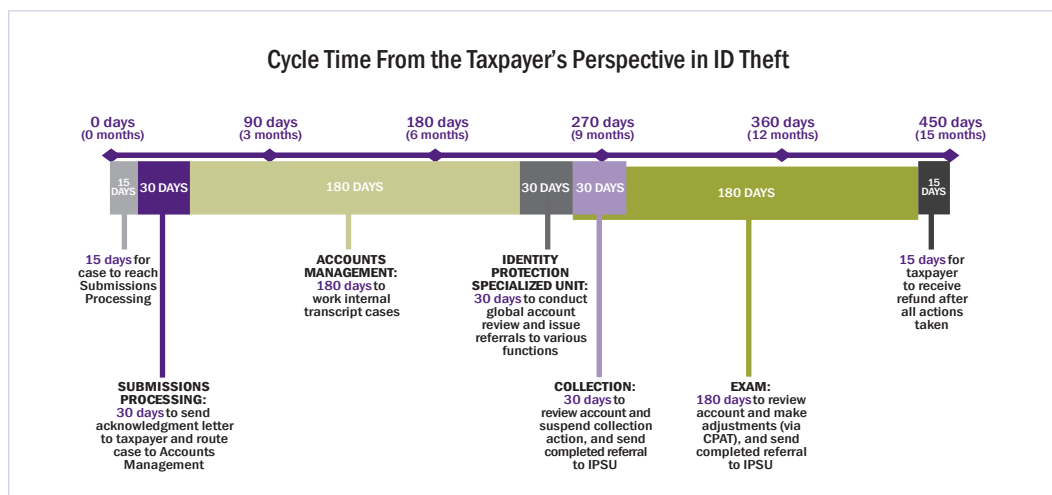 Cycle Time From the Taxpayer's Perspective in ID Theft
0 days
(0 months)
90 days
(3 months)
180 days
(6 months)
270 days
(9 months)
360 days
(12 months)
450 days
(15 months)
15
DAYS
30 DAYS
180 DAYS
30 DAYS
30 DAYS
180 DAYS
15
DAYS
15 days for
case to reach
Submissions
Processing
SUBMISSIONS
PROCESSING:
30 days to send
acknowledgment letter
to taxpayer and route
case to Accounts
Management
ACCOUNTS
MANAGEMENT:
180 days to
work internal
transcript cases
IDENTITY
PROTECTION
SPECIALIZED UNIT:
30 days to conduct
global account
review and issue
referrals to various
functions
COLLECTION:
30 days to
review account and
suspend collection
action, and send
completed referral
to IPSU
EXAM:
180 days to review
account and make
adjustments (via
CPAT), and send
completed referral
to IPSU
15 days for
taxpayer
to receive
refund after
all actions
taken